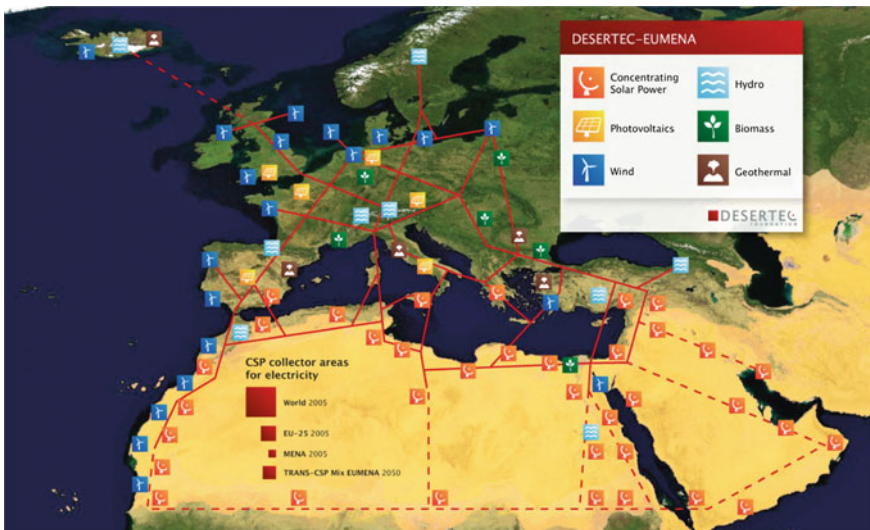 DESERTEC–EUMENA
Concentrating
Solar Power
Hydro
Photovoltaics
Biomass
Wind
Geothermal
DESERTEC
FOUNDATION
CSP collector areas
for electricity
World 2005
EU-25 2005
MENA 2005
TRANS-CSP Mix EUMENA 2050